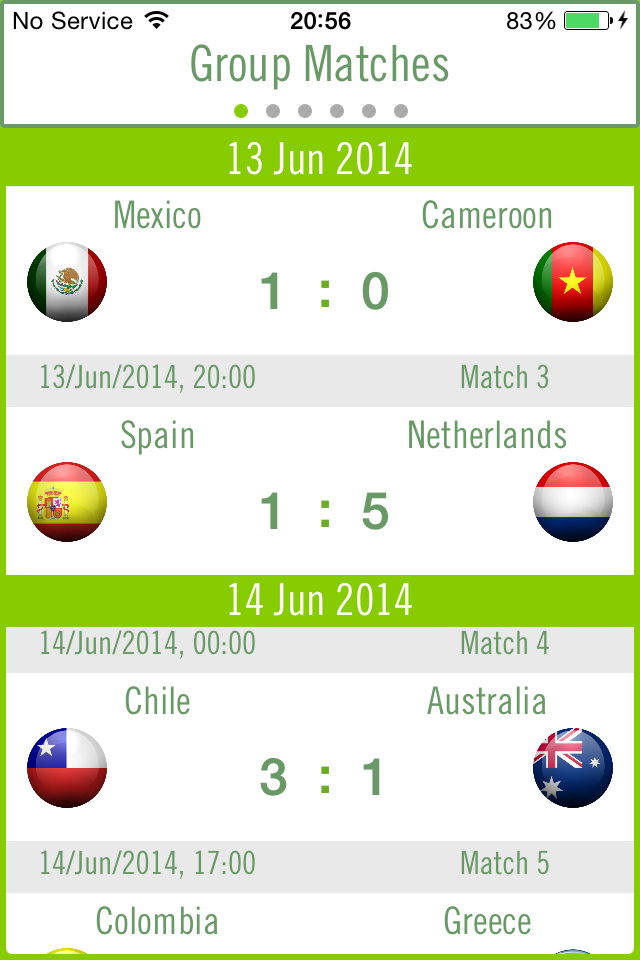 No Service 20:56 83%
Group Matches
13 Jun 2014
Mexico Cameroon
1 : 0
13/Jun/2014, 20:00 Match 3
Spain Netherlands
1 : 5
14 Jun 2014
14/Jun/2014, 00:00 Match 4
Chile Australia
3 : 1
14/Jun/2014, 17:00 Match 5
Colombia Greece